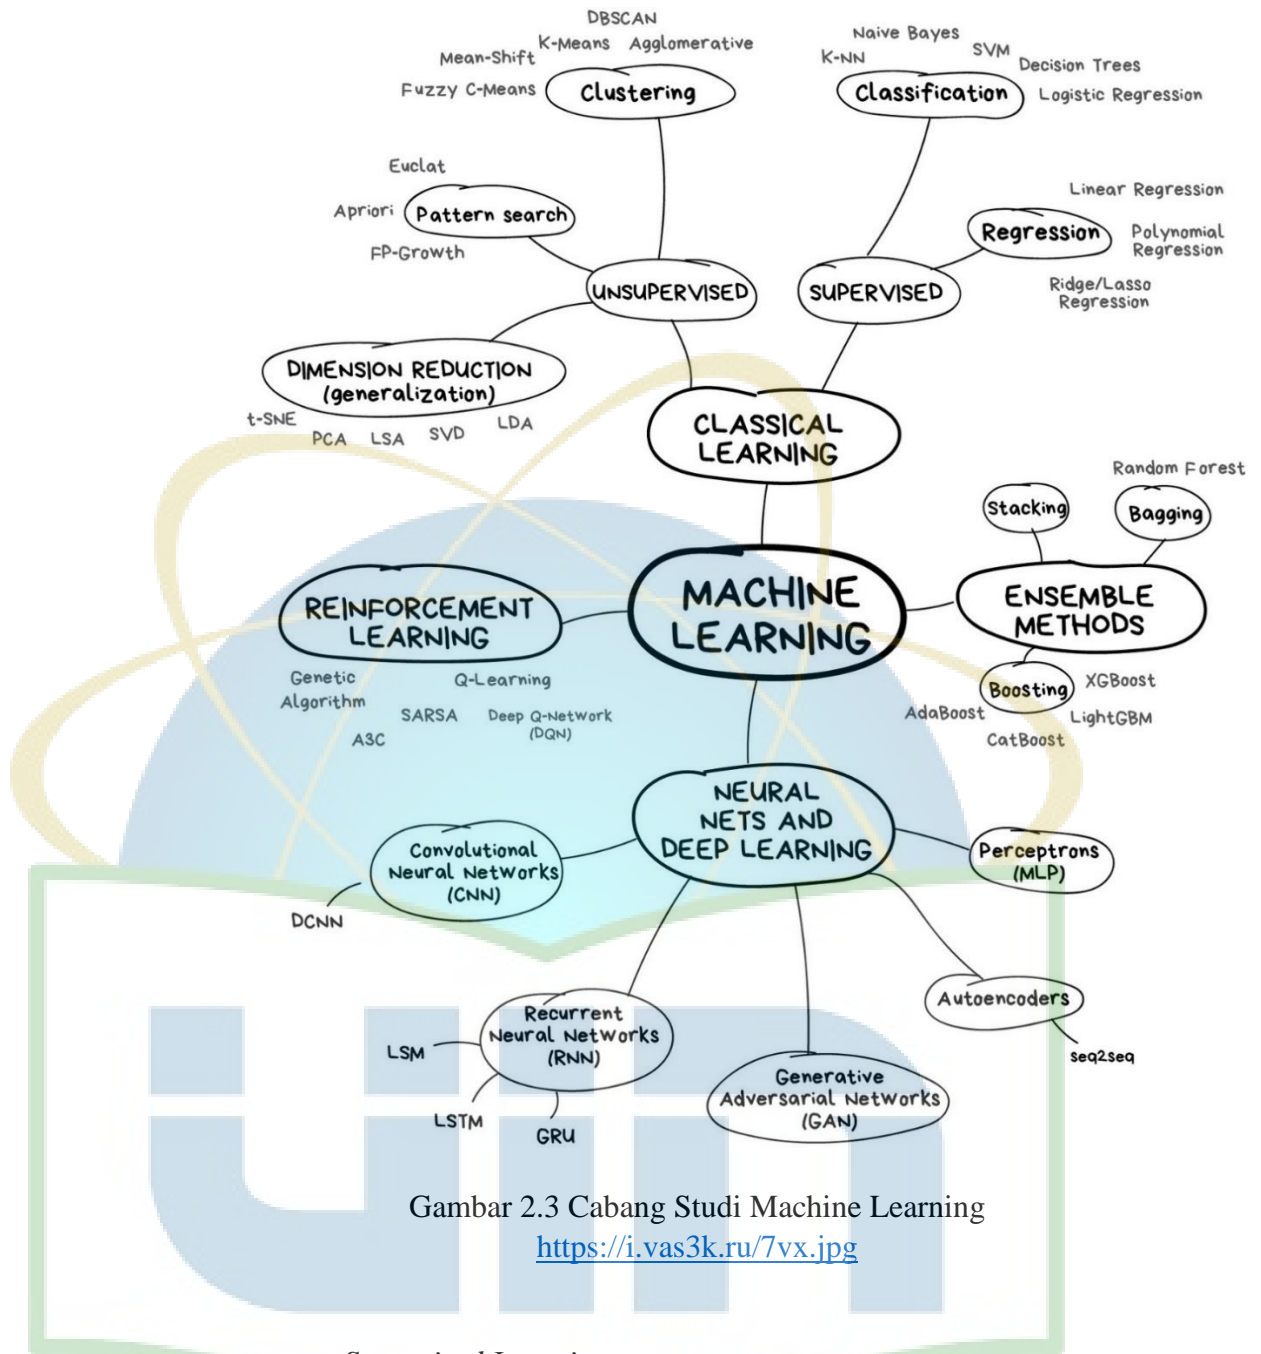 DBSCAN
K-Means Agglomerative
Mean-Shift
Fuzzy C-Means
Clustering
Naive Bayes
K-NN
SVM
Decision Trees
Classification
Logistic Regression
Euclat
Apriori
Pattern search
FP-Growth
Linear Regression
Regression
Polynomial
Regression
Ridge/Lasso
Regression
UNSUPERVISED
SUPERVISED
DIMENSION REDUCTION
(generalization)
t-SNE
PCA
LSA
SVD
LDA
CLASSICAL
LEARNING
Random Forest
Stacking
Bagging
MACHINE
LEARNING
ENSEMBLE
METHODS
REINFORCEMENT
LEARNING
Genetic
Algorithm
Q-Learning
SARSA
Deep Q-Network
(DQN)
A3C
Boosting
XGBoost
AdaBoost
LightGBM
CatBoost
NEURAL
NETS AND
DEEP LEARNING
Convolutional
Neural Networks
(CNN)
DCNN
Perceptrons
(MLP)
Autoencoders
seq2seq
Recurrent
Neural Networks
(RNN)
LSM
LSTM
GRU
Generative
Adversarial Networks
(GAN)
uin
Gambar 2.3 Cabang Studi Machine Learning
https://i.vas3k.ru/7vx.jpg